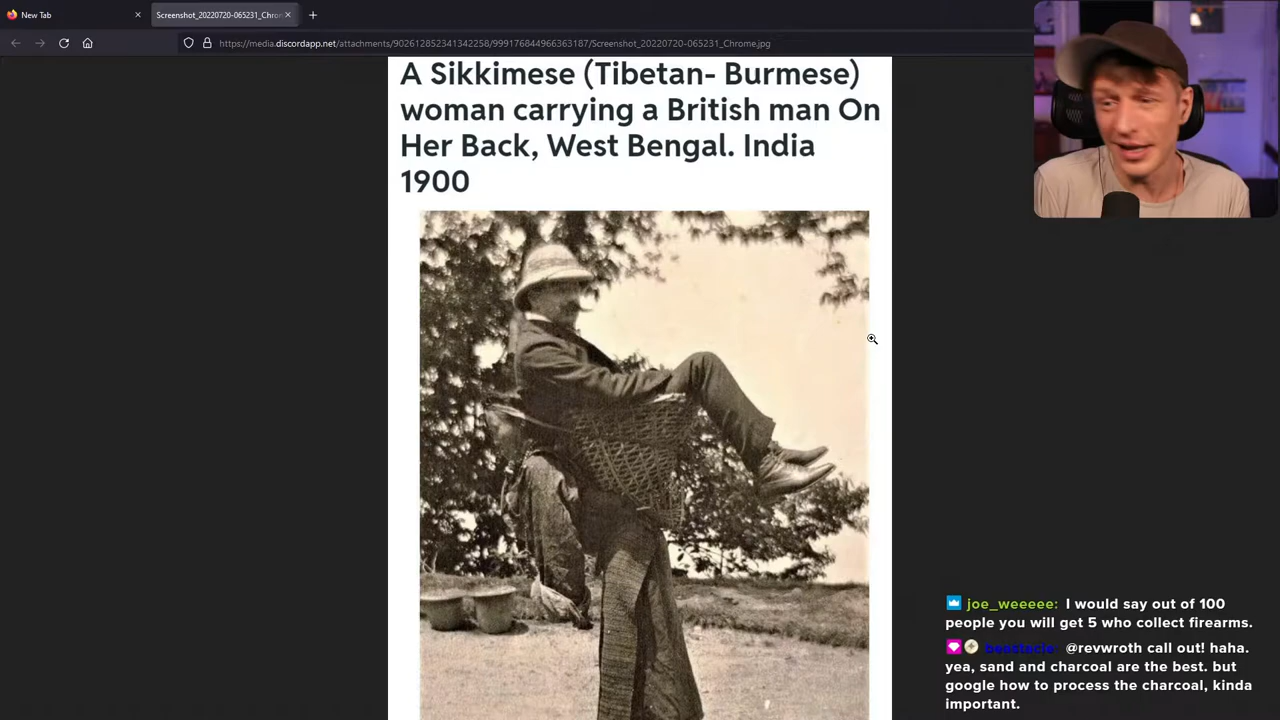 New Tab
Screenshot_20220720-065231_Chron
https://media.discordapp.net/attachments/902612852341342258/999176844966363187/Screenshot_20220720-065231_Chrome.jpg
A Sikkimese (Tibetan- Burmese)
woman carrying a British man On
Her Back, West Bengal. India
1900
joe_weeeee: I would say out of 100
people you will get 5 who collect firearms.
@revwroth call out! haha.
yea, sand and charcoal are the best. but
google how to process the charcoal, kinda
important.